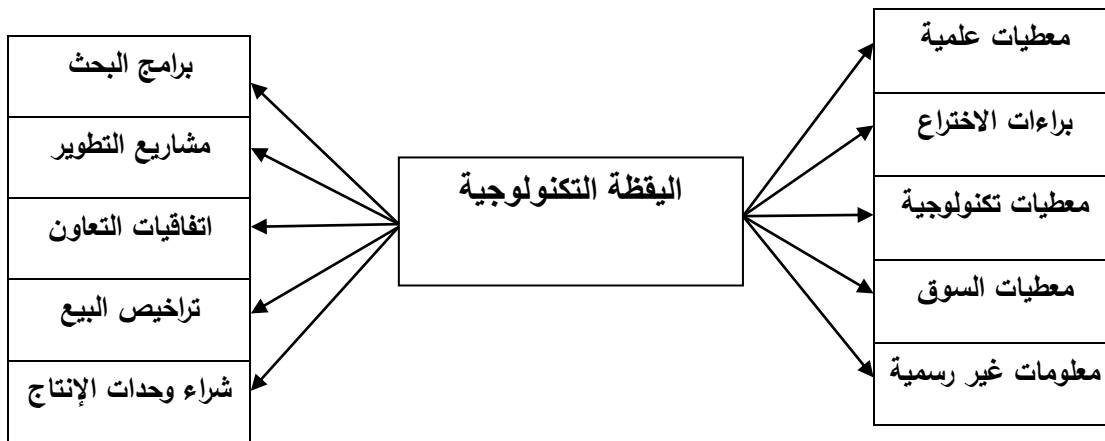 معطيات علمية
براءات الاختراع
معطيات تكنولوجية
معطيات السوق
معلومات غير رسمية
اليقظة التكنولوجية
برامج البحث
مشاريع التطوير
اتفاقيات التعاون
تراخيص البيع
شراء وحدات الإنتاج